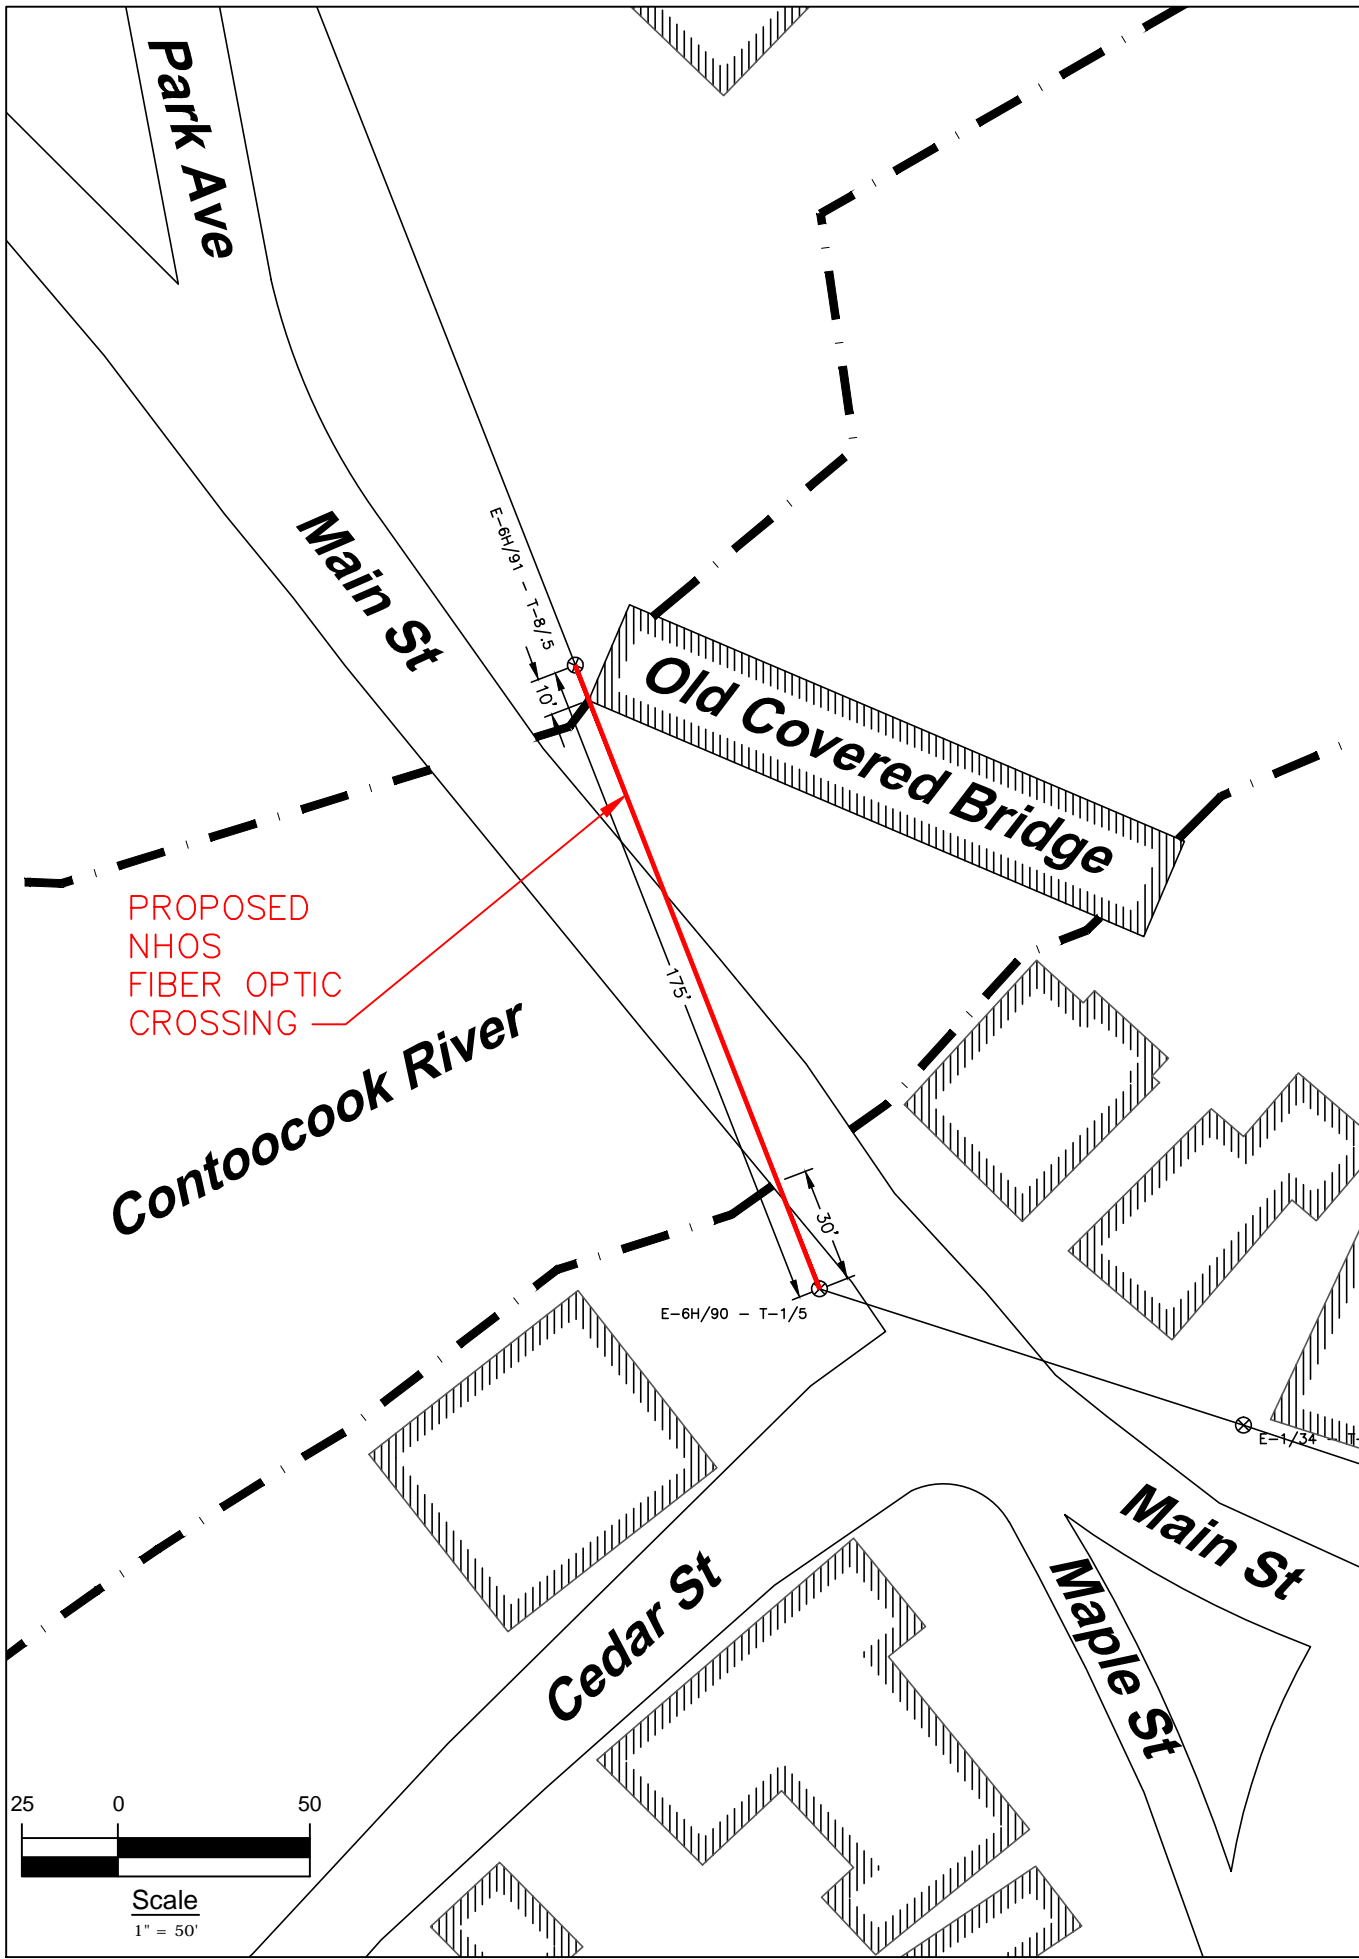 Park Ave
Main St
E-6H/91 - T-8/.5
10'
Old Covered Bridge
PROPOSED
NHOS
FIBER OPTIC
CROSSING
175'
Contoocook River
30'
E-6H/90 - T-1/5
E-1/34 - T-
Main St
Maple St
Cedar St
25 0 50
Scale
1" = 50'